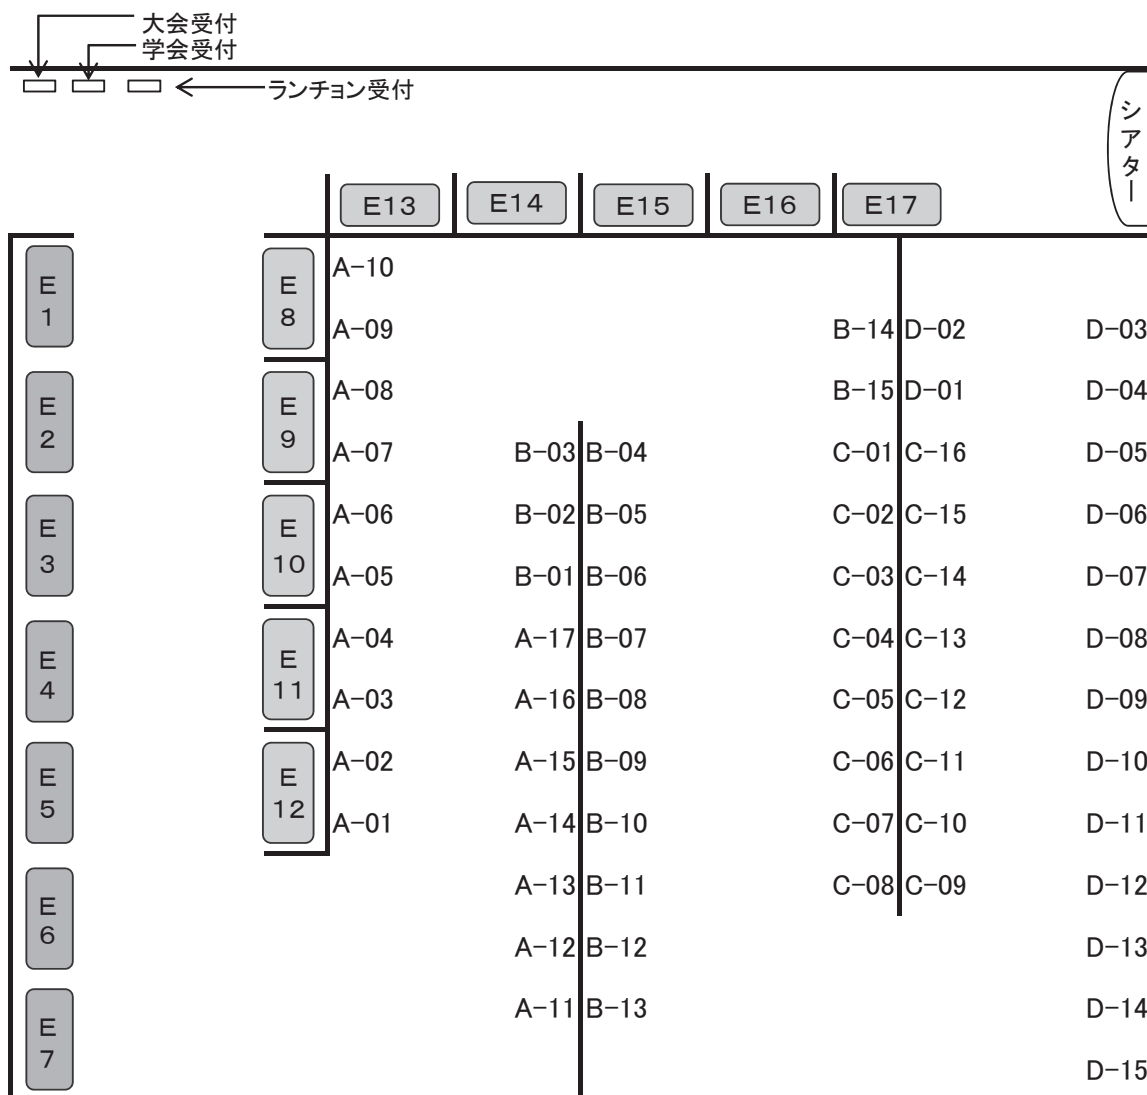 大会受付
学会受付
ランチョン受付
シアター
E13 E14 E15 E16 E17
E1
E2
E3
E4
E5
E6
E7
E8
E9
E10
E11
E12
A-10
A-09 B-14 D-02 D-03
A-08 B-15 D-01 D-04
A-07 B-03 B-04 C-01 C-16 D-05
A-06 B-02 B-05 C-02 C-15 D-06
A-05 B-01 B-06 C-03 C-14 D-07
A-04 A-17 B-07 C-04 C-13 D-08
A-03 A-16 B-08 C-05 C-12 D-09
A-02 A-15 B-09 C-06 C-11 D-10
A-01 A-14 B-10 C-07 C-10 D-11
A-13 B-11 C-08 C-09 D-12
A-12 B-12 D-13
A-11 B-13 D-14
D-15